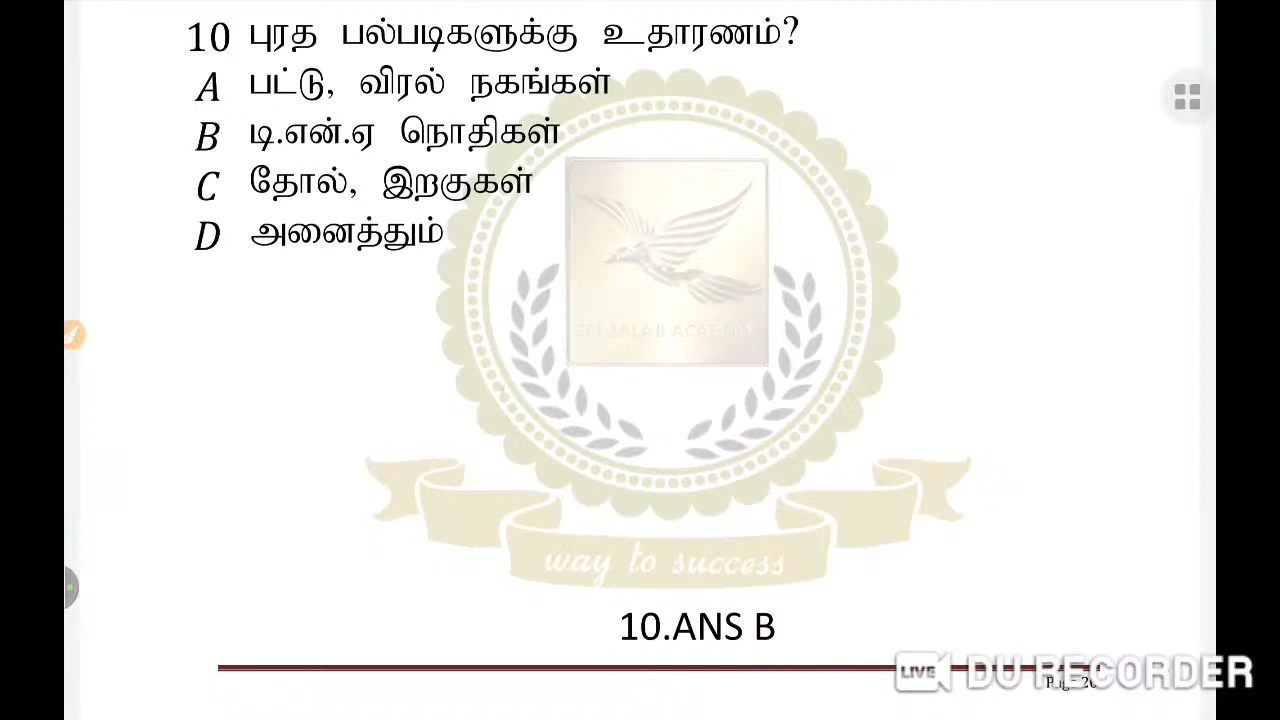 10 புரத பல்படிகளுக்கு உதாரணம்?
A பட்டு, விரல் நகங்கள்
B டி.என்.ஏ நொதிகள்
C தோல், இறகுகள்
D அனைத்தும்
way to success
10.ANS B
LIVE DU RECORDER